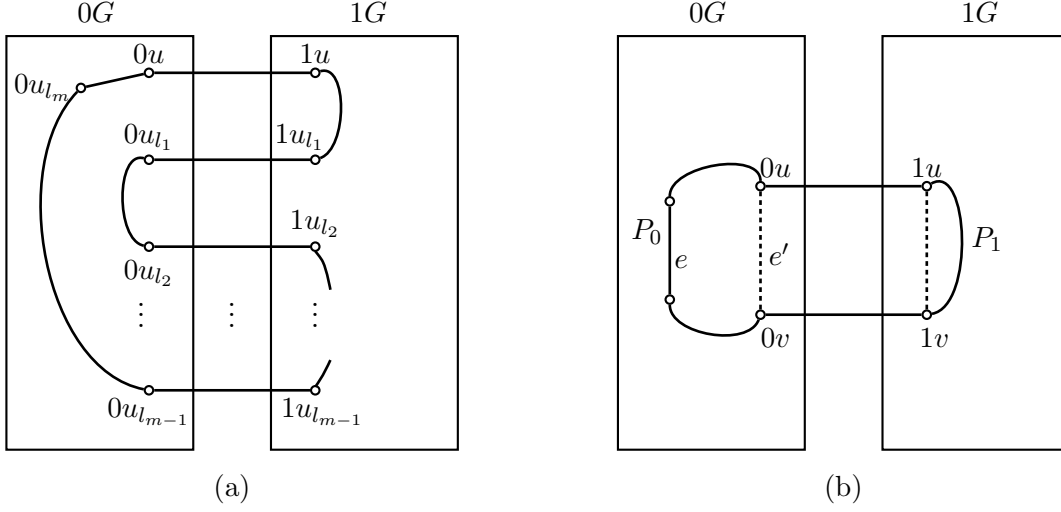 0G 1G 0G 1G
0u 1u
0u_{l_m}
0u_{l_1} 1u_{l_1}
0u 1u
1u_{l_2}
P_0 e e′ P_1
0u_{l_2}
⋮ ⋮ ⋮
0v 1v
0u_{l_{m−1}} 1u_{l_{m−1}}
(a) (b)